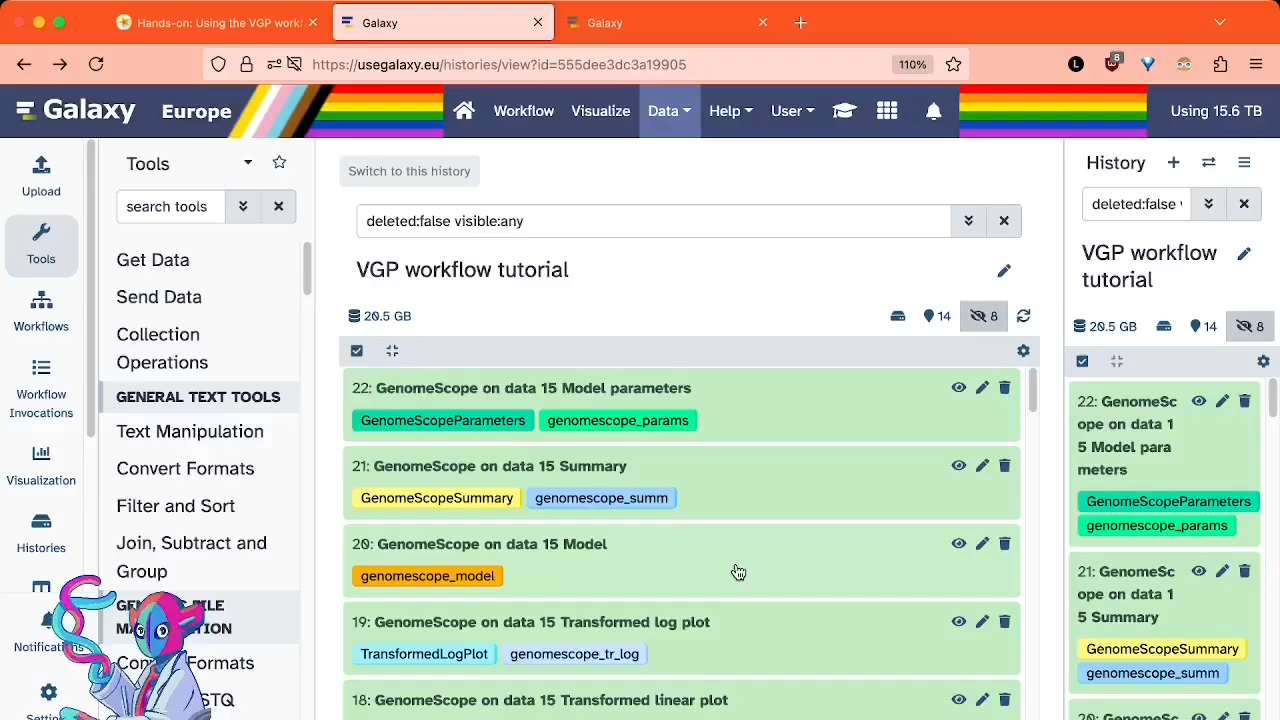 Hands-on: Using the VGP workf
Galaxy
Galaxy
https://usegalaxy.eu/histories/view?id=555dee3dc3a19905
110%
L
8
Galaxy
Europe
Workflow
Visualize
Data
Help
User
Using 15.6 TB
Upload
Tools
Workflows
Workflow
Invocations
Visualization
Histories
Tools
search tools
Get Data
Send Data
Collection
Operations
GENERAL TEXT TOOLS
Text Manipulation
Convert Formats
Filter and Sort
Join, Subtract and
Group
Switch to this history
deleted:false visible:any
VGP workflow tutorial
20.5 GB
14
8
22: GenomeScope on data 15 Model parameters
GenomeScopeParameters
genomescope_params
21: GenomeScope on data 15 Summary
GenomeScopeSummary
genomescope_summ
20: GenomeScope on data 15 Model
genomescope_model
19: GenomeScope on data 15 Transformed log plot
TransformedLogPlot
genomescope_tr_log
18: GenomeScope on data 15 Transformed linear plot
History
deleted:false
VGP workflow
tutorial
20.5 GB
14
8
22: GenomeSc
ope on data 1
5 Model para
meters
GenomeScopeParameters
genomescope_params
21: GenomeSc
ope on data 1
5 Summary
GenomeScopeSummary
genomescope_summ
20: GenomeSc